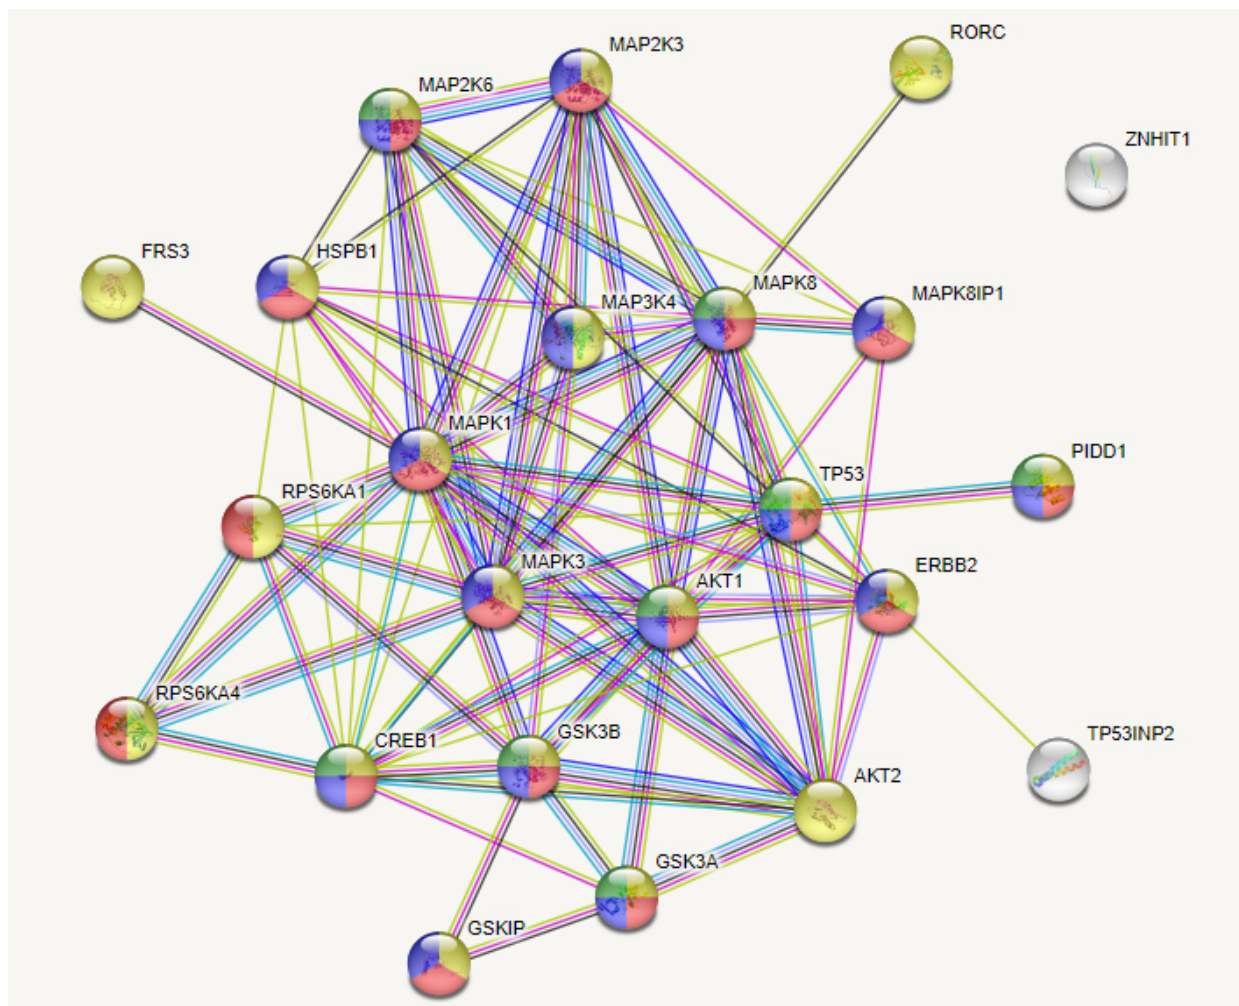 RORC
MAP2K3
MAP2K6
ZNHIT1
FRS3
HSPB1
MAPK8
MAPK8IP1
MAP3K4
MAPK1
PIDD1
TP53
RPS6KA1
MAPK3
ERBB2
AKT1
RPS6KA4
TP53INP2
GSK3B
CREB1
AKT2
GSK3A
GSKIP